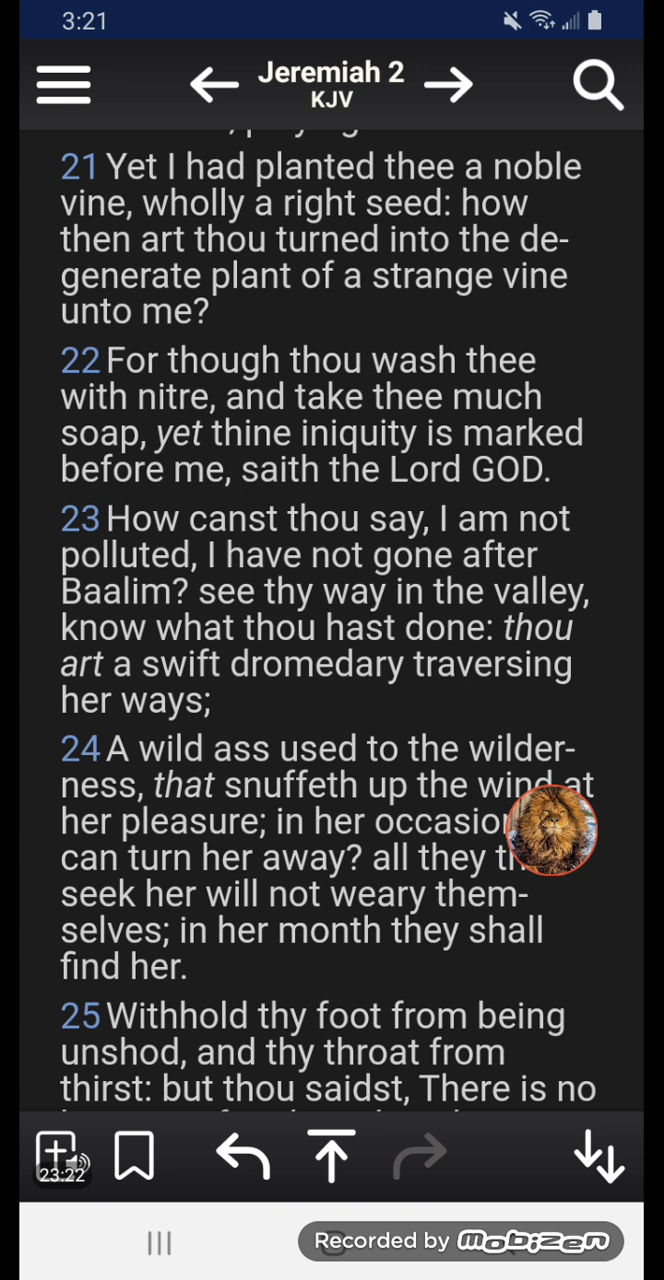 3:21
Jeremiah 2
KJV
21 Yet I had planted thee a noble
vine, wholly a right seed: how
then art thou turned into the de-
generate plant of a strange vine
unto me?
22 For though thou wash thee
with nitre, and take thee much
soap, yet thine iniquity is marked
before me, saith the Lord GOD.
23 How canst thou say, I am not
polluted, I have not gone after
Baalim? see thy way in the valley,
know what thou hast done: thou
art a swift dromedary traversing
her ways;
24 A wild ass used to the wilder-
ness, that snuffeth up the wind at
her pleasure; in her occasion
can turn her away? all they
seek her will not weary them-
selves; in her month they shall
find her.
25 Withhold thy foot from being
unshod, and thy throat from
thirst: but thou saidst, There is no
23:22
Recorded by mobizen